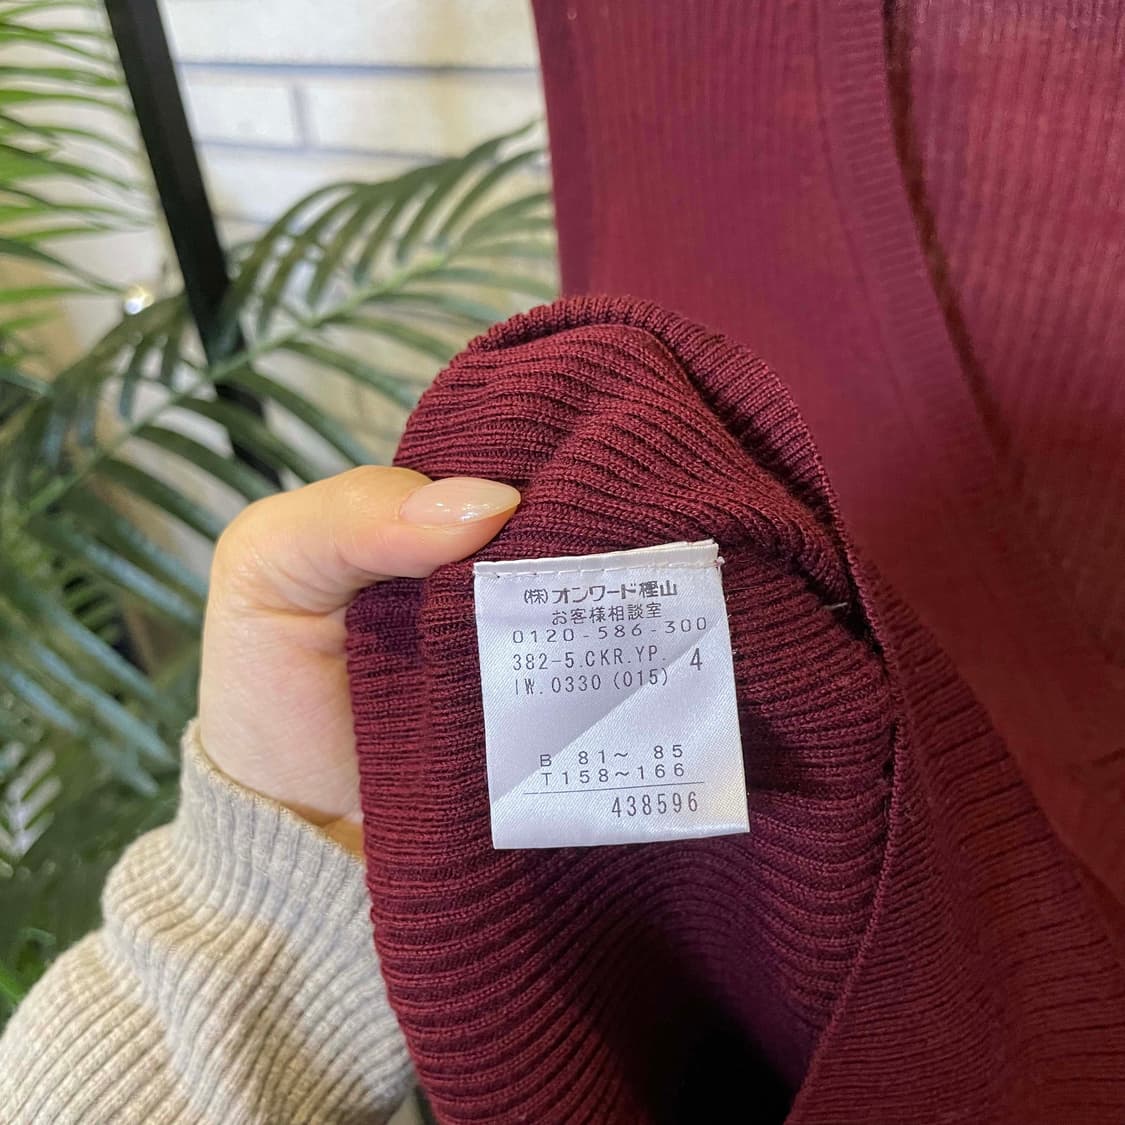 (株)オンワード樫山
お客様相談室
0120-586-300
382-5.CKR.YP. 4
IW.0330 (015)
B 81～ 85
T158～166
438596